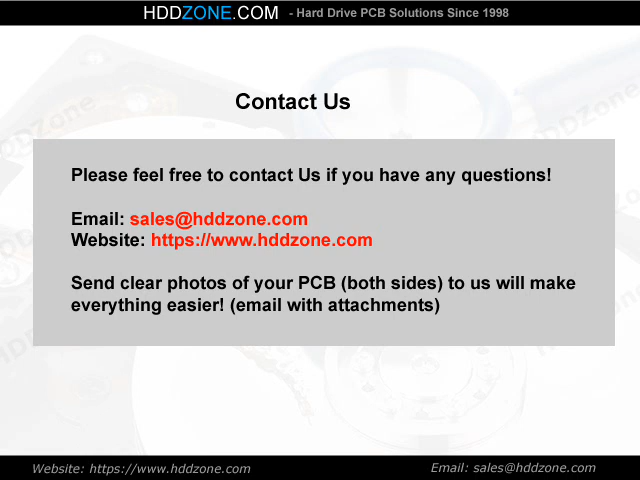 HDDZONE.COM - Hard Drive PCB Solutions Since 1998
HDDZone
HDDZone
Contact Us
Please feel free to contact Us if you have any questions!
Email: sales@hddzone.com
Website: https://www.hddzone.com
Send clear photos of your PCB (both sides) to us will make
everything easier! (email with attachments)
Website: https://www.hddzone.com
Email: sales@hddzone.com